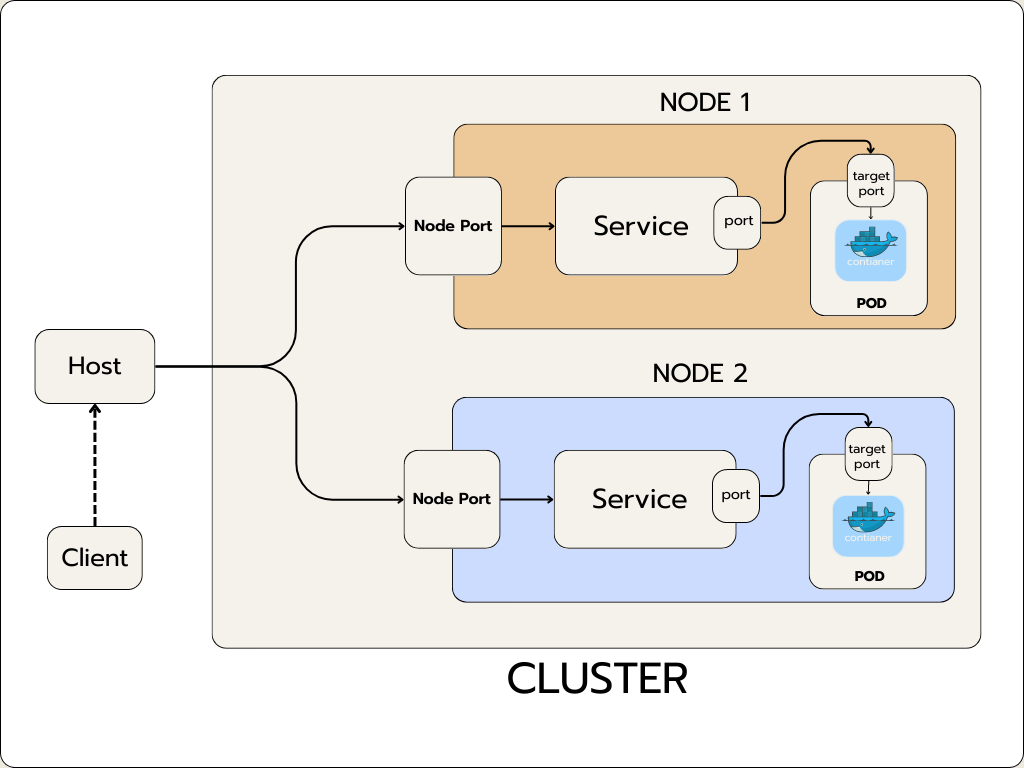 NODE 1
Node Port
Service
port
target
port
contianer
POD
Host
NODE 2
Node Port
Service
port
target
port
contianer
POD
Client
CLUSTER